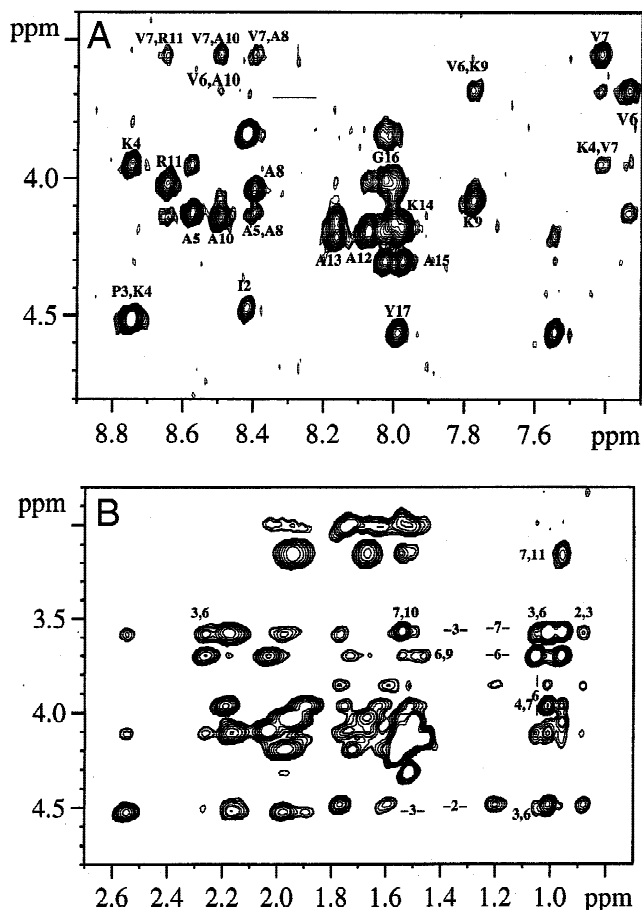 ppm
A
V7,R11 V7,A10 V7,A8 V7
V6,A10 V6,K9
V6
K4 R11 A8 G16 K4,V7
4.0
K14
A5 A10 A5,A8 K9
A13 A12 A15
P3,K4 I2
4.5 Y17
8.8 8.6 8.4 8.2 8.0 7.8 7.6 ppm
ppm
B
7,11
3.5 3,6 7,10 –3– –7– 3,6 2,3
6,9 –6–
6
4.0 4,7
4.5 –3– –2– 3,6
2.6 2.4 2.2 2.0 1.8 1.6 1.4 1.2 1.0 ppm